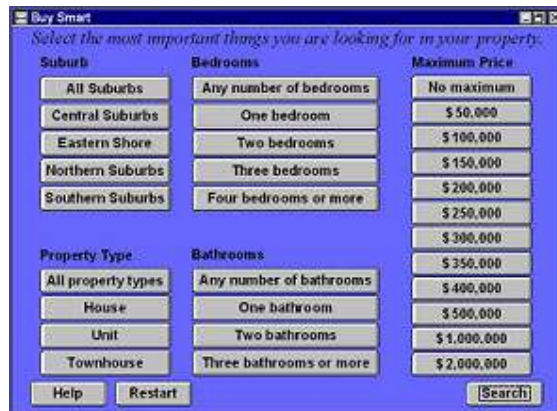 Buy Smart
Select the most important things you are looking for in your property.
Suburb
All Suburbs
Central Suburbs
Eastern Shore
Northern Suburbs
Southern Suburbs
Bedrooms
Any number of bedrooms
One bedroom
Two bedrooms
Three bedrooms
Four bedrooms or more
Maximum Price
No maximum
$50,000
$100,000
$150,000
$200,000
$250,000
$300,000
$350,000
$400,000
$500,000
$1,000,000
$2,000,000
Property Type
All property types
House
Unit
Townhouse
Bathrooms
Any number of bathrooms
One bathroom
Two bathrooms
Three bathrooms or more
Help
Restart
Search